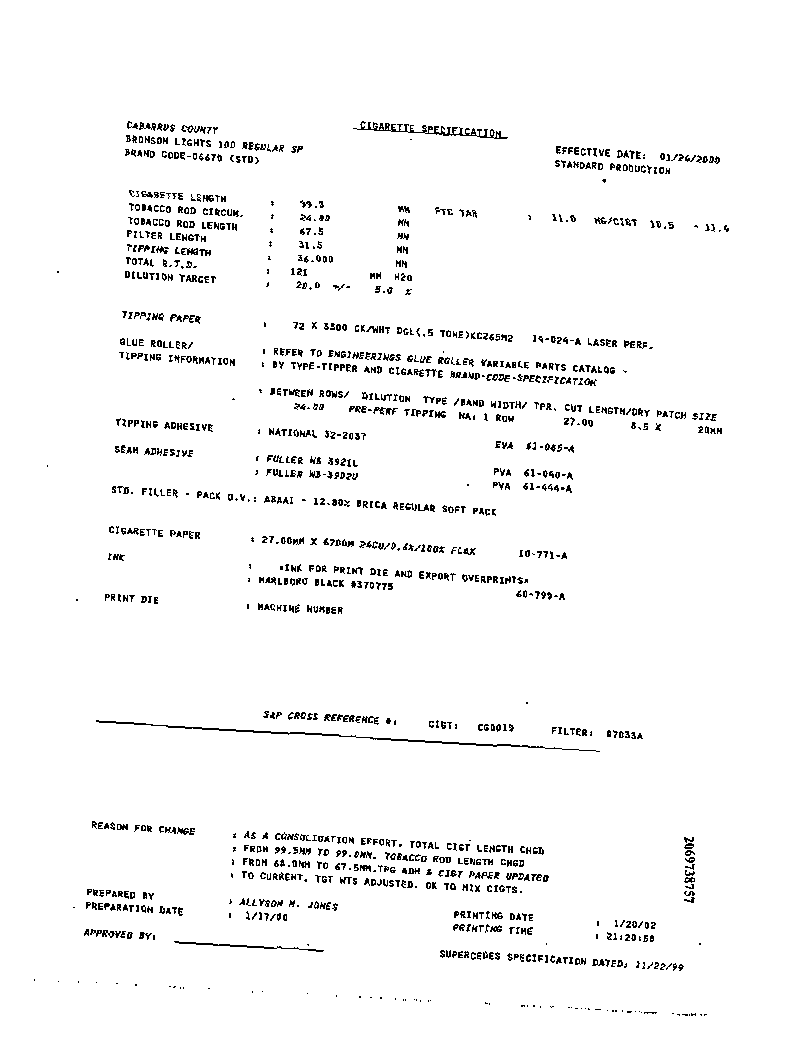 CIGARETTE SPECIFICATION
CABARRUS COUNTY
BRONSON LIGHTS 100 REGULAR SP
BRAND CODE-06670 (STD)
EFFECTIVE DATE: 01/26/2000
STANDARD PRODUCTION
CIGARETTE LENGTH : 99.3 MM FTC TAR : 11.0 MG/CIGT 10.5 - 11.4
TOBACCO ROD CIRCUM. : 24.80 MM
TOBACCO ROD LENGTH : 67.5 MM
FILTER LENGTH : 31.5 MM
TIPPING LENGTH : 36.000 MM
TOTAL R.T.D. : 121 MM H2O
DILUTION TARGET : 20.0 +/- 5.0 %
TIPPING PAPER : 72 X 3300 CK/WHT DGL(.5 TONE)KC265M2 19-024-A LASER PERF.
GLUE ROLLER/ : REFER TO ENGINEERINGS GLUE ROLLER VARIABLE PARTS CATALOG -
TIPPING INFORMATION : BY TYPE-TIPPER AND CIGARETTE BRAND-CODE-SPECIFICATION
: BETWEEN ROWS/ DILUTION TYPE /BAND WIDTH/ TPR. CUT LENGTH/DRY PATCH SIZE
24.00 PRE-PERF TIPPING NA: 1 ROW 27.00 8.5 X 20MM
TIPPING ADHESIVE : NATIONAL 32-2037 EVA 61-065-A
SEAM ADHESIVE : FULLER WB 3921L PVA 61-040-A
: FULLER WB-3902U PVA 61-444-A
STD. FILLER - PACK O.V.: ABAAI - 12.80% BRICA REGULAR SOFT PACK
CIGARETTE PAPER : 27.00MM X 6700M 26CU/0.6%/100% FLAX 10-771-A
INK : *INK FOR PRINT DIE AND EXPORT OVERPRINTS*
: MARLBORO BLACK #370775 60-799-A
PRINT DIE : MACHINE NUMBER
S&P CROSS REFERENCE #: CIGT: CG0019 FILTER: 87033A
REASON FOR CHANGE : AS A CONSOLIDATION EFFORT, TOTAL CIGT LENGTH CHGD
: FROM 99.5MM TO 99.0MM. TOBACCO ROD LENGTH CHGD
: FROM 68.0MM TO 67.5MM.TPG ADH & CIGT PAPER UPDATED
: TO CURRENT. TGT WTS ADJUSTED. OK TO MIX CIGTS.
2069738757
PREPARED BY : ALLYSON M. JONES
PREPARATION DATE : 1/17/00
PRINTING DATE : 1/20/02
PRINTING TIME : 21:20:50
APPROVED BY:
SUPERCEDES SPECIFICATION DATED: 11/22/99